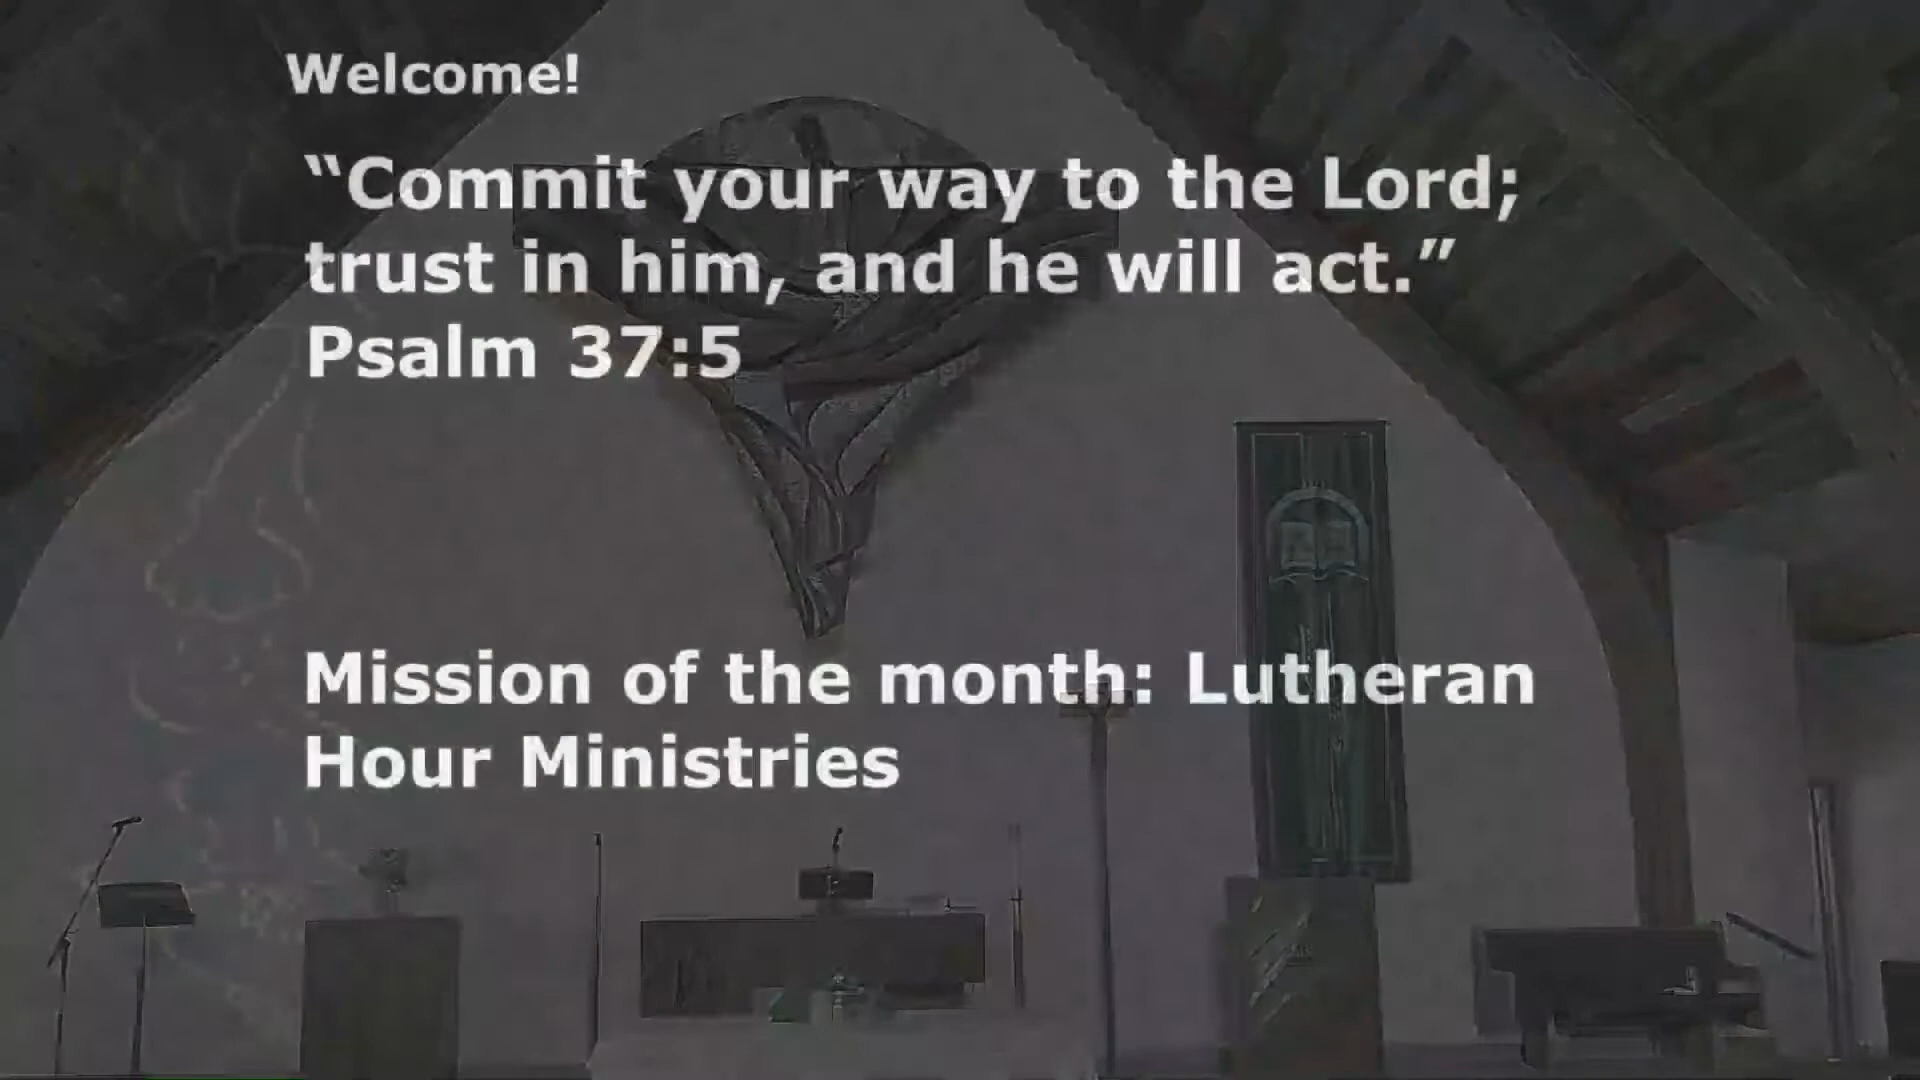 Welcome!
“Commit your way to the Lord;
trust in him, and he will act.”
Psalm 37:5
Mission of the month: Lutheran
Hour Ministries